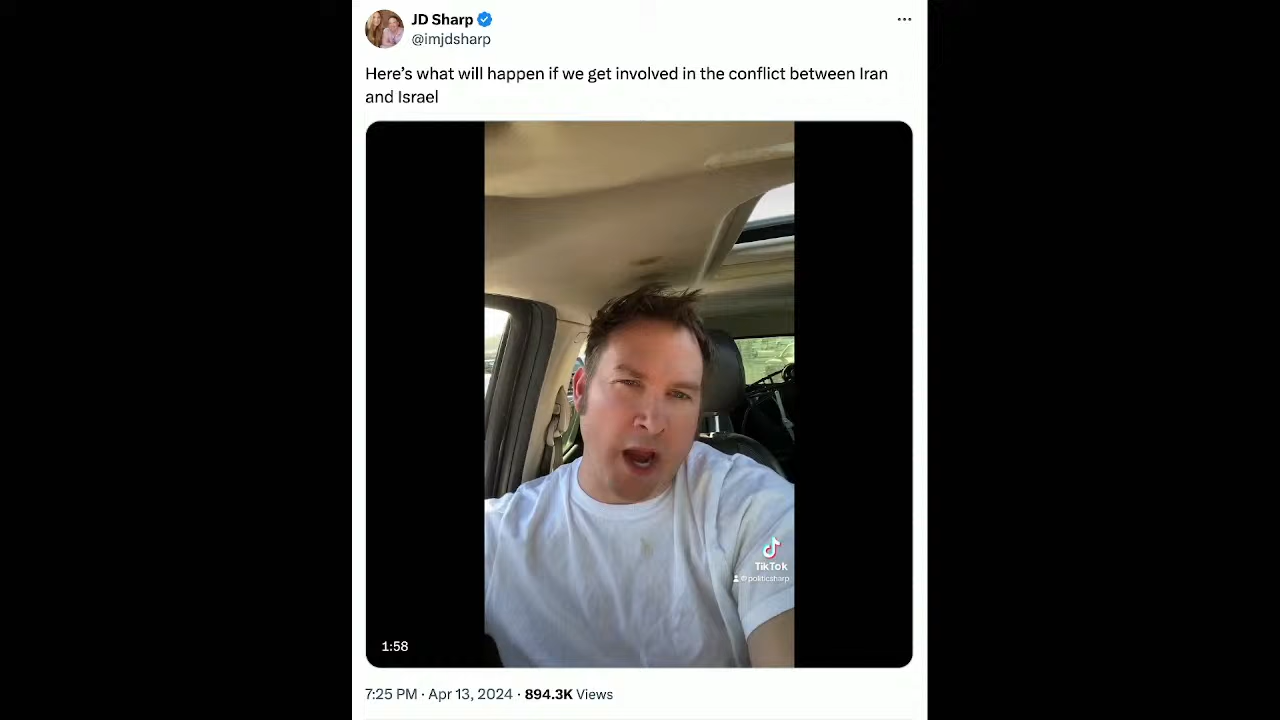 JD Sharp
@imjdsharp
Here’s what will happen if we get involved in the conflict between Iran
and Israel
TikTok
@politicsharp
1:58
7:25 PM · Apr 13, 2024 · 894.3K Views